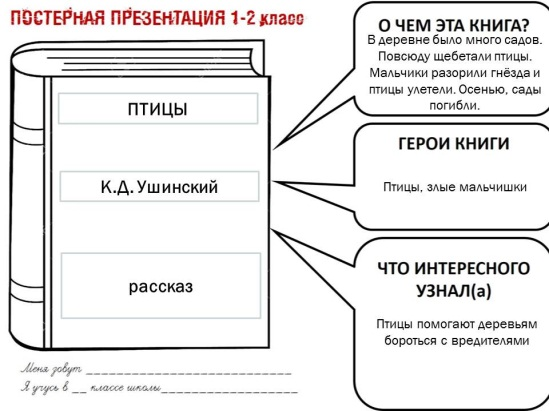 ПОСТЕРНАЯ ПРЕЗЕНТАЦИЯ 1-2 класс
ПТИЦЫ
К.Д. Ушинский
рассказ
О ЧЕМ ЭТА КНИГА?
В деревне было много садов.
Повсюду щебетали птицы.
Мальчики разорили гнёзда и
птицы улетели. Осенью, сады
погибли.
ГЕРОИ КНИГИ
Птицы, злые мальчишки
ЧТО ИНТЕРЕСНОГО
УЗНАЛ(а)
Птицы помогают деревьям
бороться с вредителями
Меня зовут ____________________________
Я учусь в __ классе школы__________________